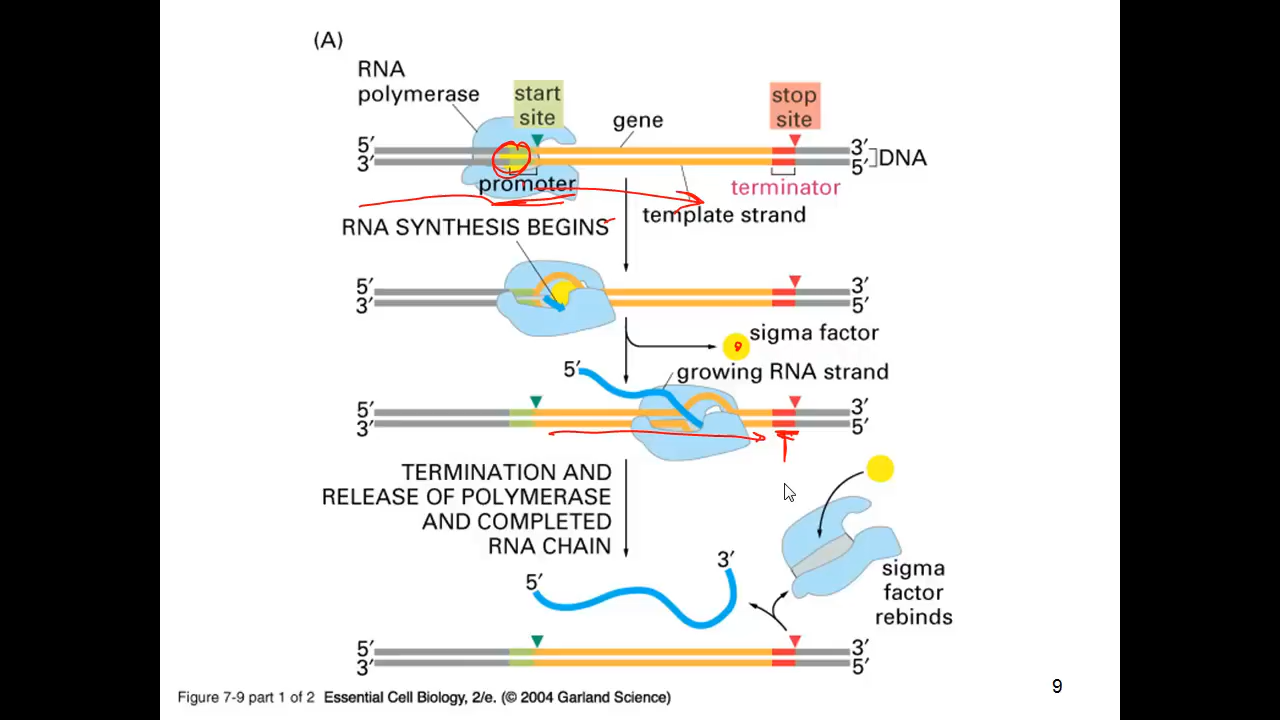 (A)
RNA
polymerase
start
site
stop
site
gene
5′
3′
3′
5′
DNA
promoter
terminator
template strand
RNA SYNTHESIS BEGINS
5′
3′
3′
5′
sigma factor
5′
growing RNA strand
5′
3′
3′
5′
TERMINATION AND
RELEASE OF POLYMERASE
AND COMPLETED
RNA CHAIN
5′
3′
sigma
factor
rebinds
5′
3′
3′
5′
Figure 7-9 part 1 of 2 Essential Cell Biology, 2/e. (© 2004 Garland Science)
9